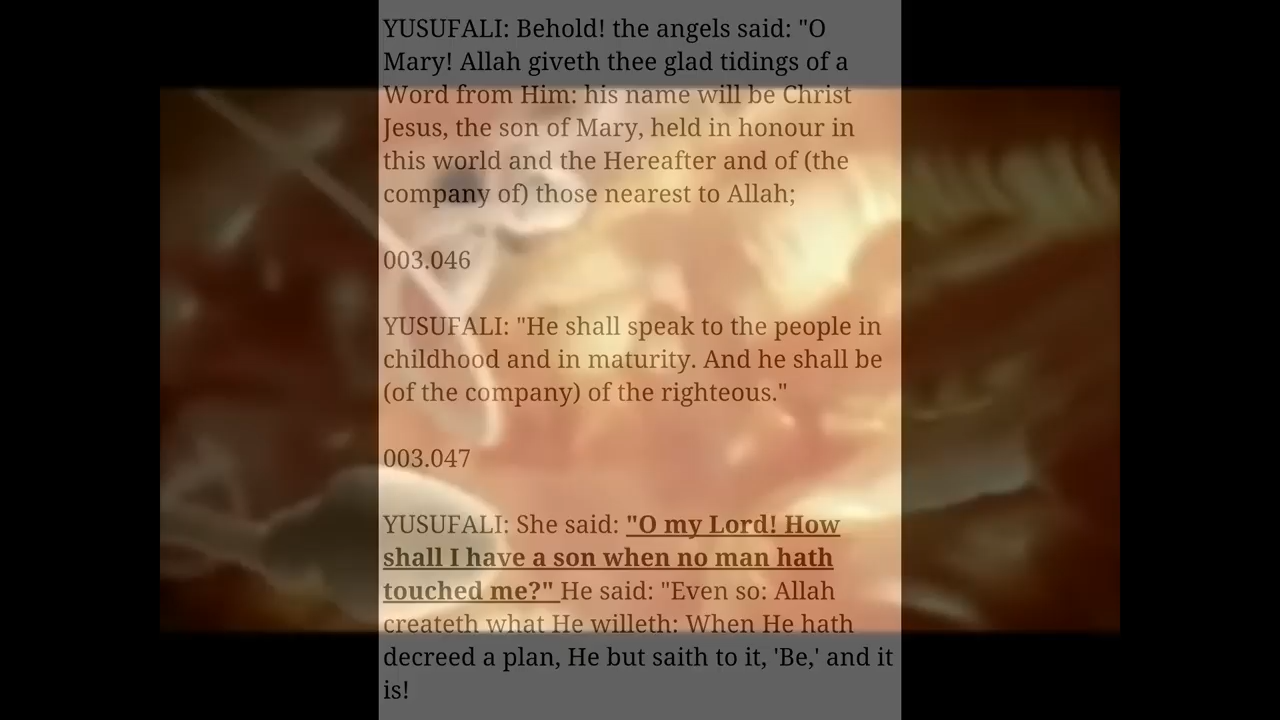 YUSUFALI: Behold! the angels said: "O
Mary! Allah giveth thee glad tidings of a
Word from Him: his name will be Christ
Jesus, the son of Mary, held in honour in
this world and the Hereafter and of (the
company of) those nearest to Allah;
003.046
YUSUFALI: "He shall speak to the people in
childhood and in maturity. And he shall be
(of the company) of the righteous."
003.047
YUSUFALI: She said: "O my Lord! How
shall I have a son when no man hath
touched me?" He said: "Even so: Allah
createth what He willeth: When He hath
decreed a plan, He but saith to it, 'Be,' and it
is!